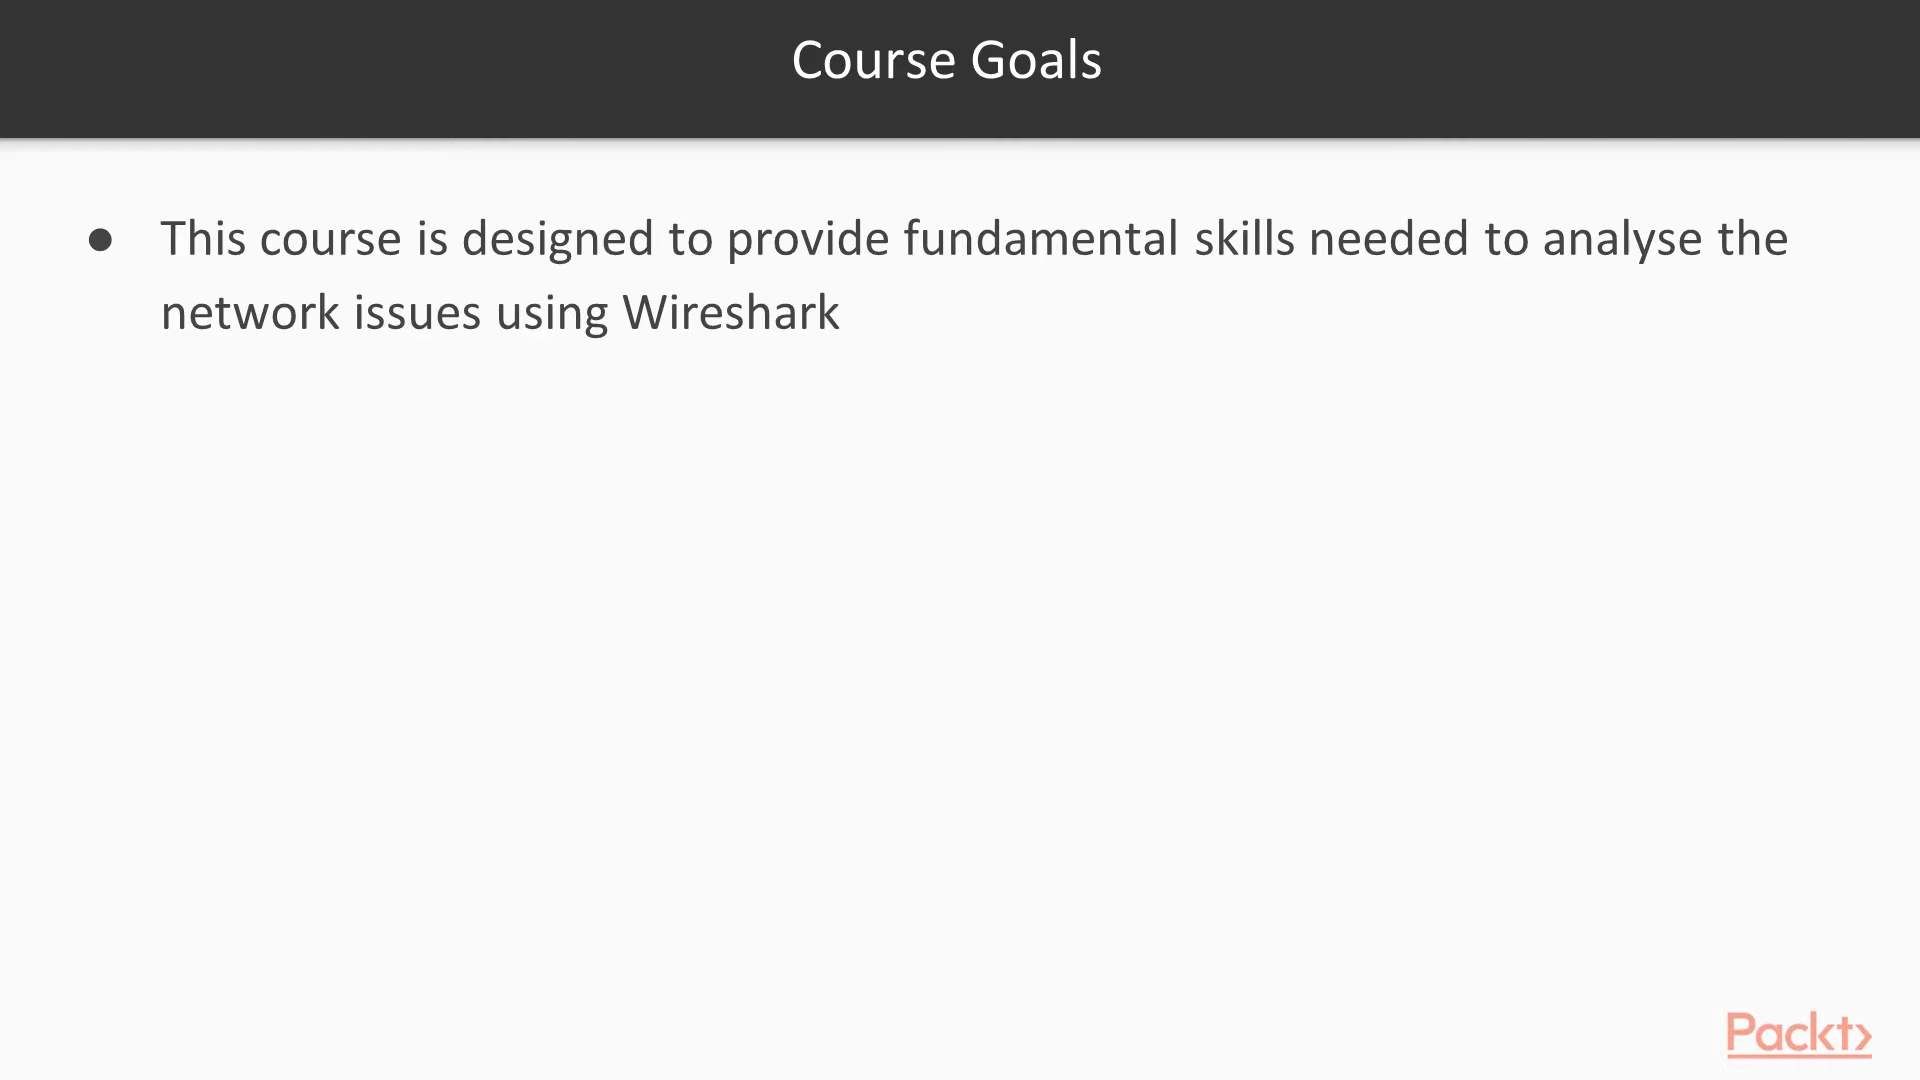 Course Goals
● This course is designed to provide fundamental skills needed to analyse the
network issues using Wireshark
Packt>